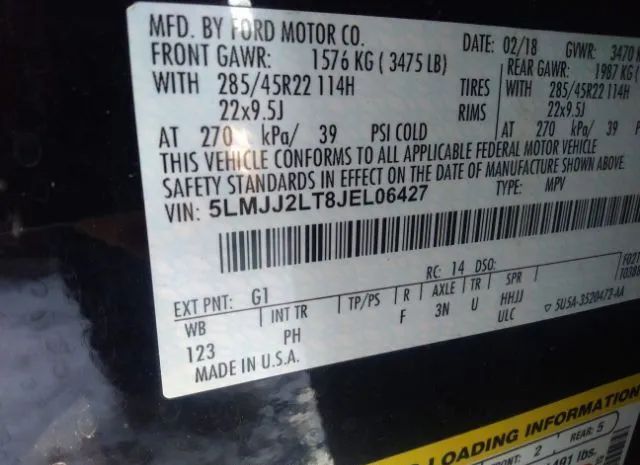 MFD. BY FORD MOTOR CO.
DATE: 02/18 GVWR: 3470
FRONT GAWR: 1576 KG ( 3475 LB)
REAR GAWR: 1987 KG
WITH 285/45R22 114H TIRES WITH 285/45R22 114H
22x9.5J RIMS 22x9.5J
AT 270 kPa/ 39 PSI COLD AT 270 kPa/ 39
THIS VEHICLE CONFORMS TO ALL APPLICABLE FEDERAL MOTOR VEHICLE
SAFETY STANDARDS IN EFFECT ON THE DATE OF MANUFACTURE SHOWN ABOVE.
VIN: 5LMJJ2LT8JEL06427 TYPE: MPV
EXT PNT: G1 RC: 14 DSO:
WB INT TR TP/PS R AXLE TR SPR
123 PH F 3N U HHJJ
ULC ▽ 5U5A-3520472-AA
MADE IN U.S.A.
LOADING INFORMATION
2 REAR: 5